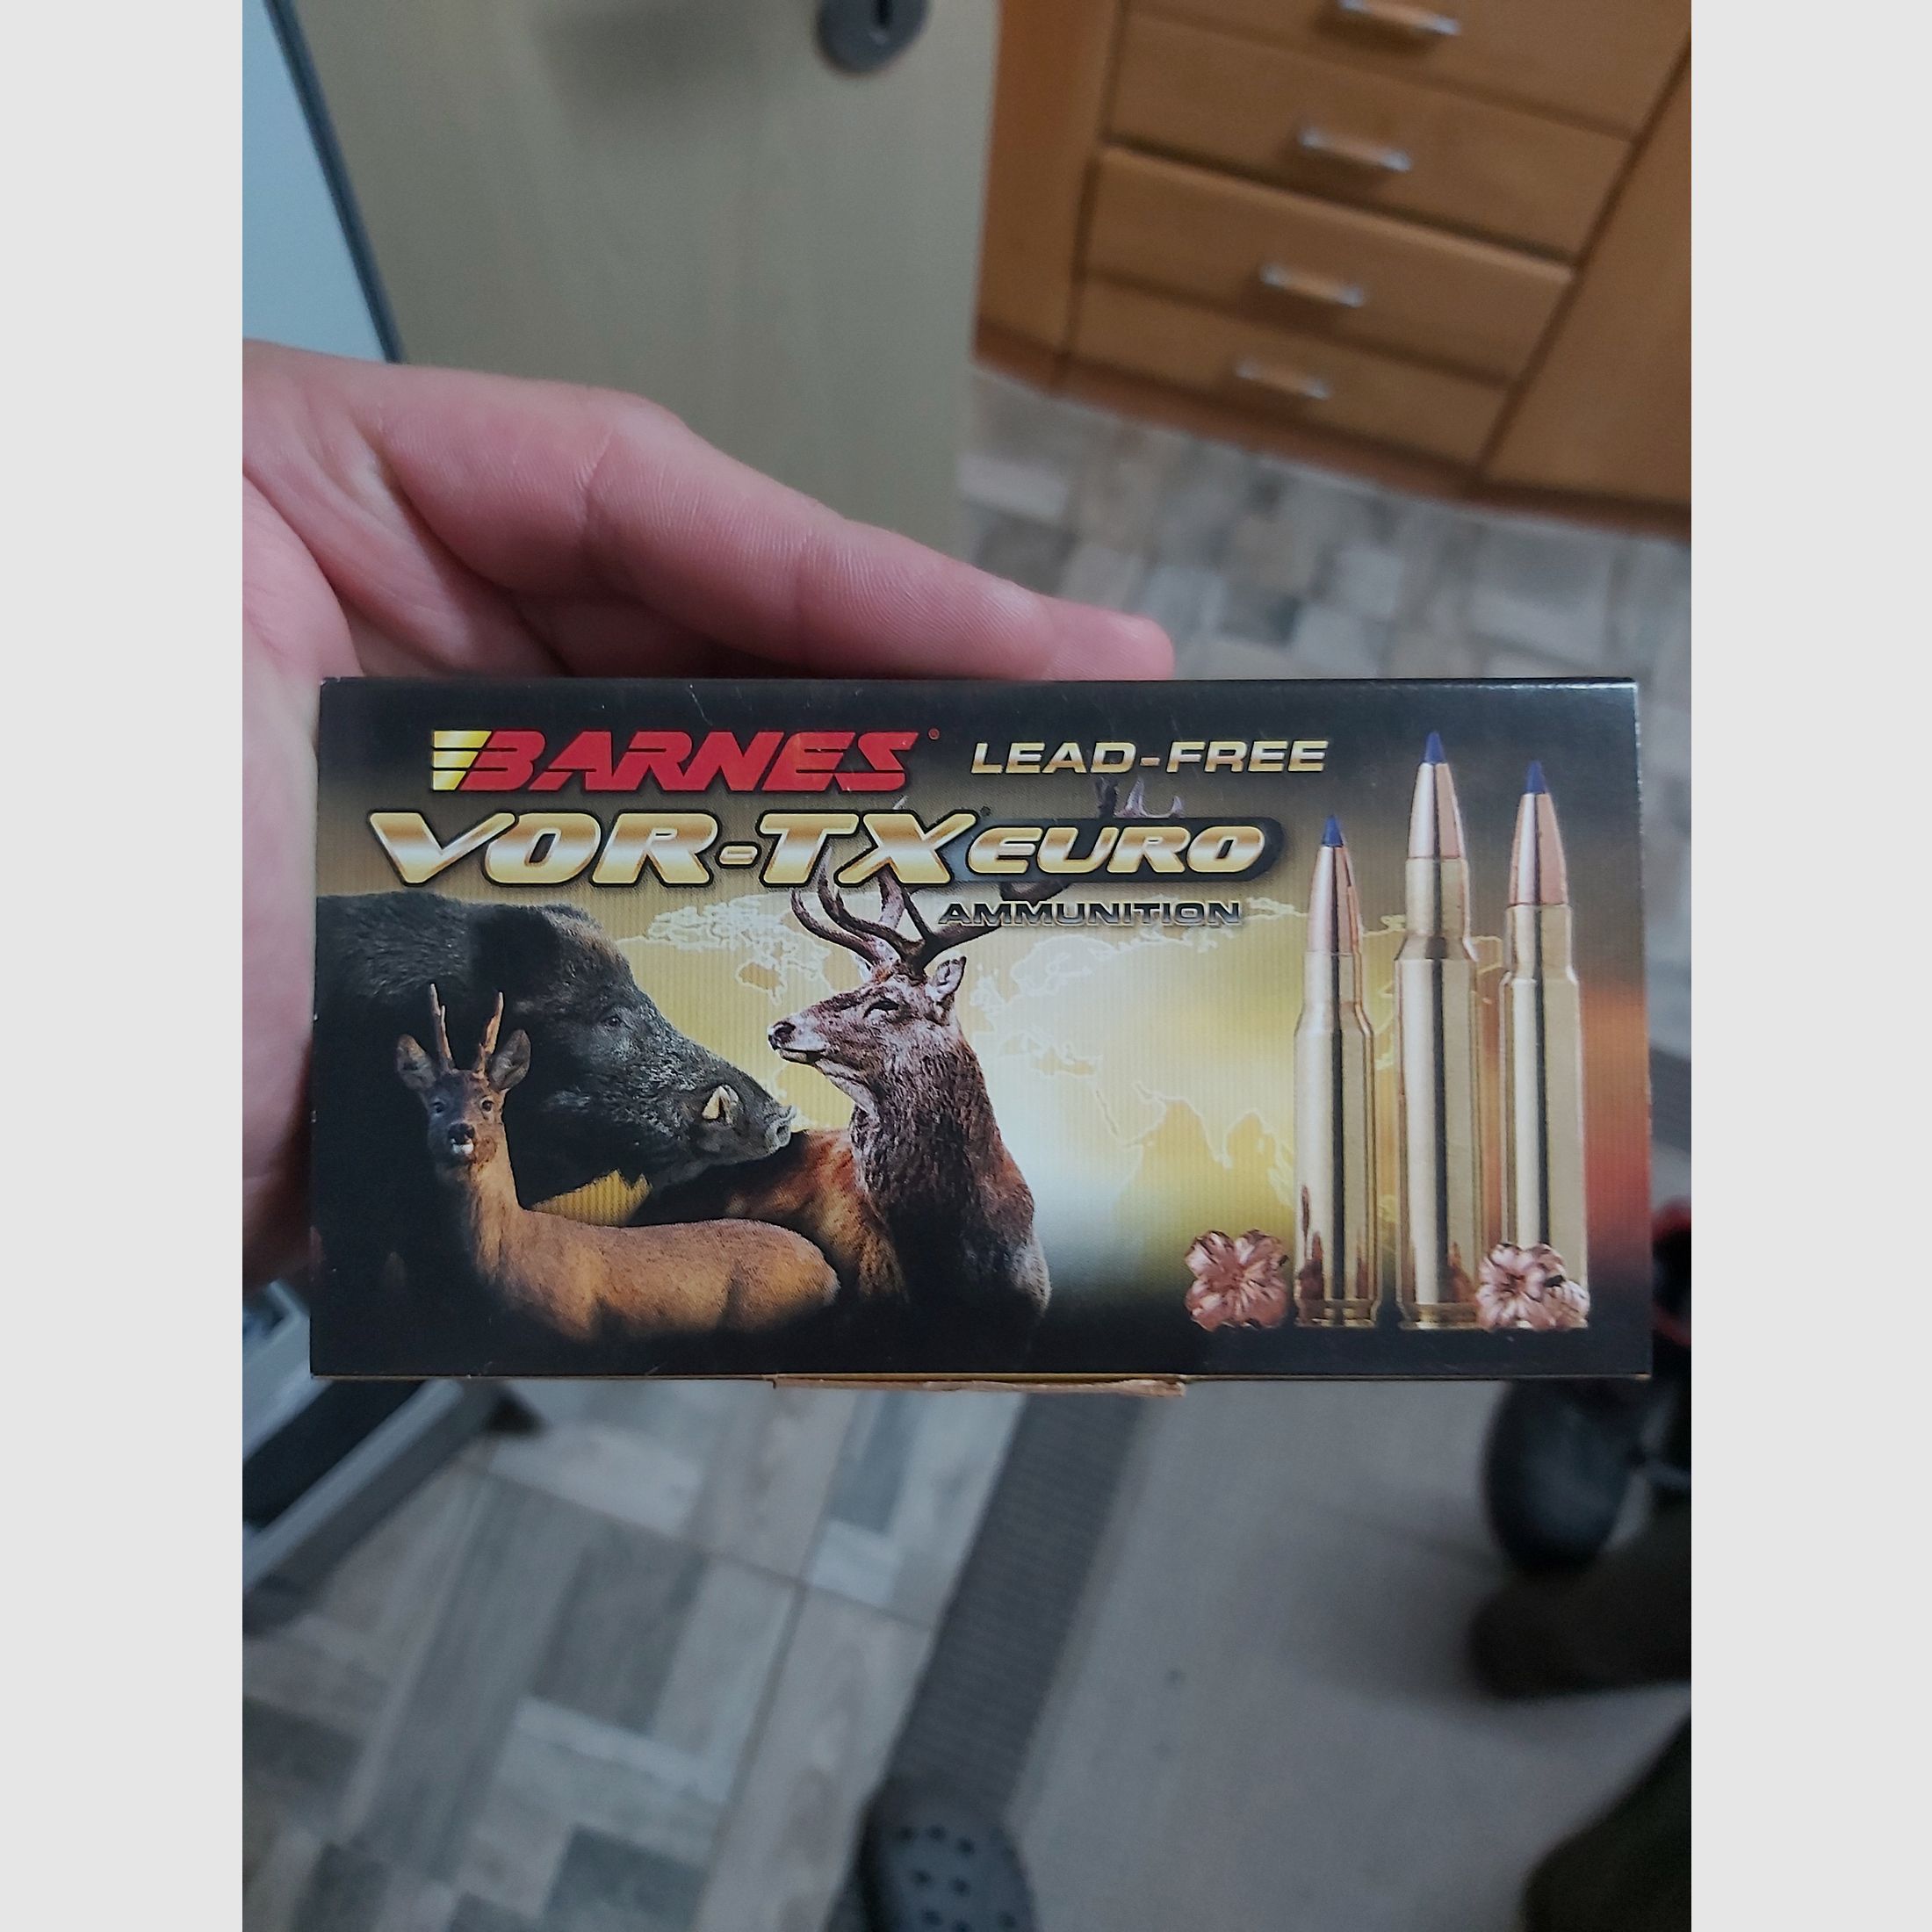 BARNES® LEAD-FREE
VOR-TX® EURO
AMMUNITION